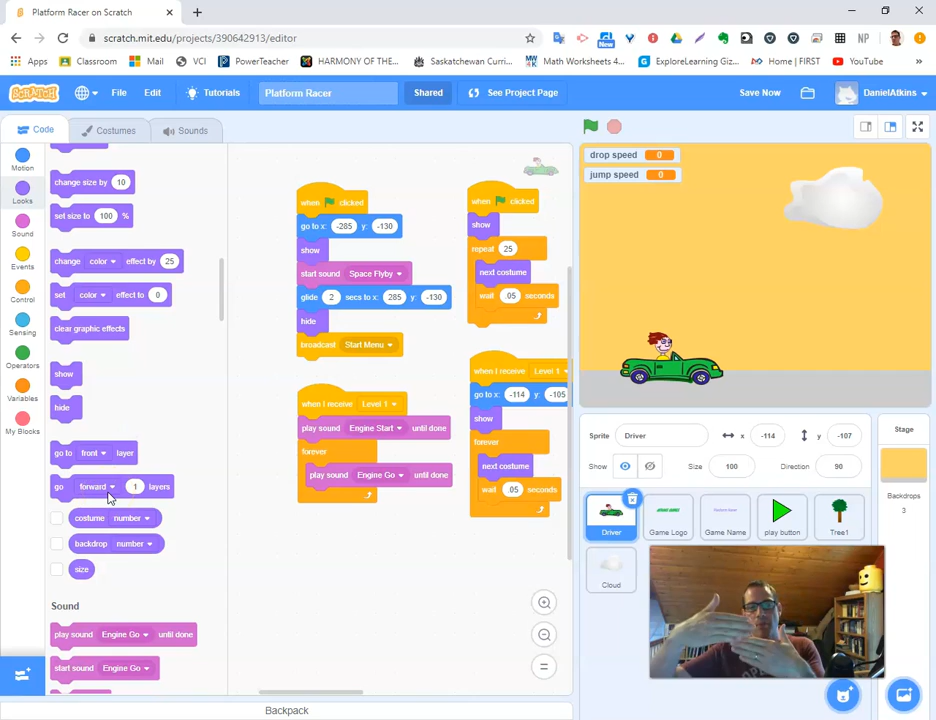 Platform Racer on Scratch
scratch.mit.edu/projects/390642913/editor
New
NP
Apps Classroom Mail VCI PowerTeacher HARMONY OF THE... Saskatchewan Curri... Math Worksheets 4... ExploreLearning Giz... Home | FIRST YouTube
SCRATCH File Edit Tutorials Platform Racer Shared See Project Page Save Now DanielAtkins
Code Costumes Sounds
Motion
Looks
Sound
Events
Control
Sensing
Operators
Variables
My Blocks
change size by 10
set size to 100 %
change color effect by 25
set color effect to 0
clear graphic effects
show
hide
go to front layer
go forward 1 layers
costume number
backdrop number
size
Sound
play sound Engine Go until done
start sound Engine Go
when clicked
go to x: -285 y: -130
show
start sound Space Flyby
glide 2 secs to x: 285 y: -130
hide
broadcast Start Menu
when I receive Level 1
play sound Engine Start until done
forever
play sound Engine Go until done
when clicked
show
repeat 25
next costume
wait .05 seconds
when I receive Level 1
go to x: -114 y: -105
show
forever
next costume
wait .05 seconds
Backpack
drop speed 0
jump speed 0
Sprite Driver x -114 y -107
Show Size 100 Direction 90
Driver Game Logo Game Name play button Tree1
Cloud
Stage
Backdrops
3